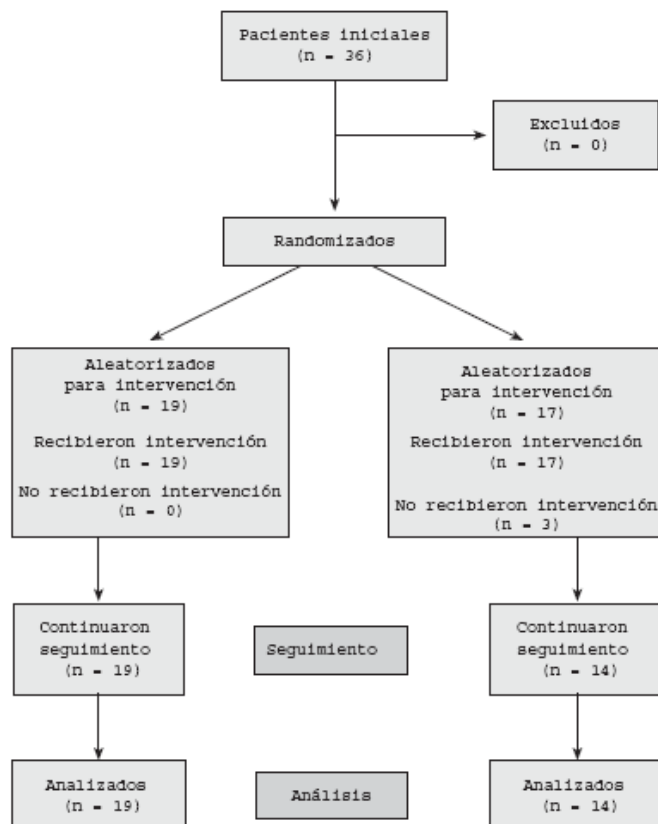 Pacientes iniciales
(n = 36)
Excluidos
(n = 0)
Randomizados
Aleatorizados
para intervención
(n = 19)
Recibieron intervención
(n = 19)
No recibieron intervención
(n = 0)
Aleatorizados
para intervención
(n = 17)
Recibieron intervención
(n = 17)
No recibieron intervención
(n = 3)
Continuaron
seguimiento
(n = 19)
Seguimiento
Continuaron
seguimiento
(n = 14)
Analizados
(n = 19)
Análisis
Analizados
(n = 14)